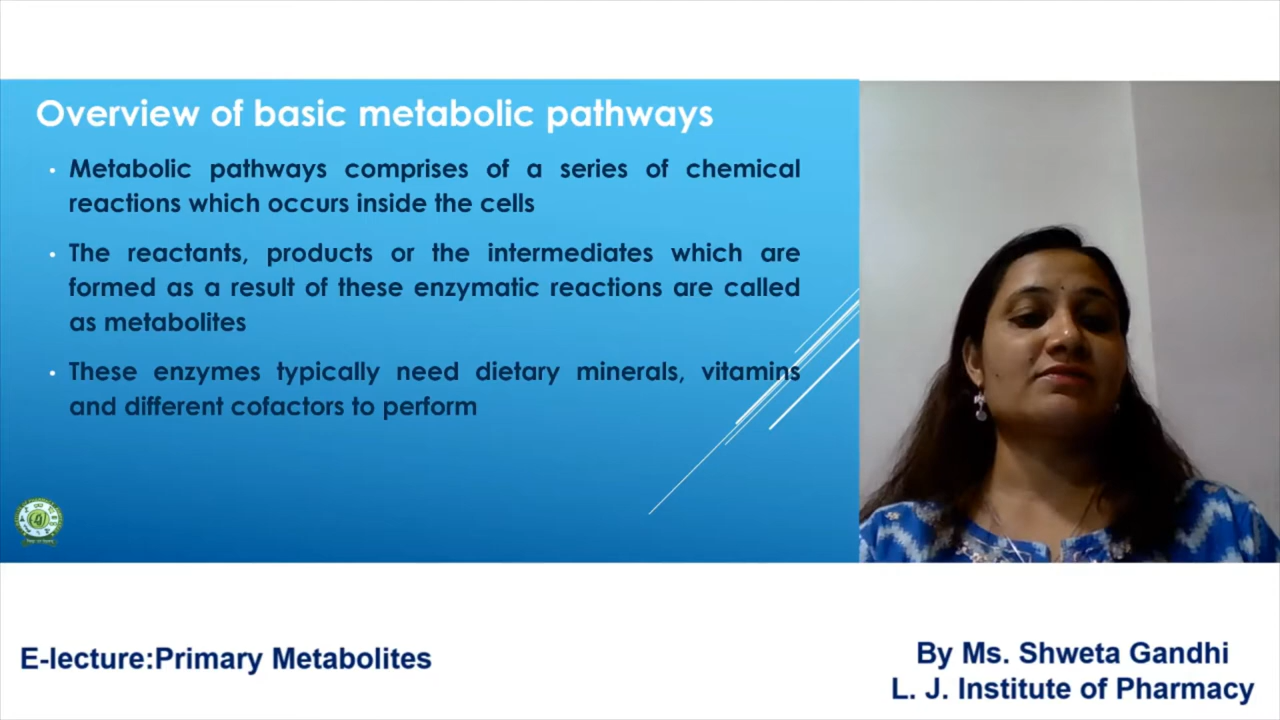 Overview of basic metabolic pathways
• Metabolic pathways comprises of a series of chemical
reactions which occurs inside the cells
• The reactants, products or the intermediates which are
formed as a result of these enzymatic reactions are called
as metabolites
• These enzymes typically need dietary minerals, vitamins
and different cofactors to perform
E-lecture:Primary Metabolites
By Ms. Shweta Gandhi
L. J. Institute of Pharmacy